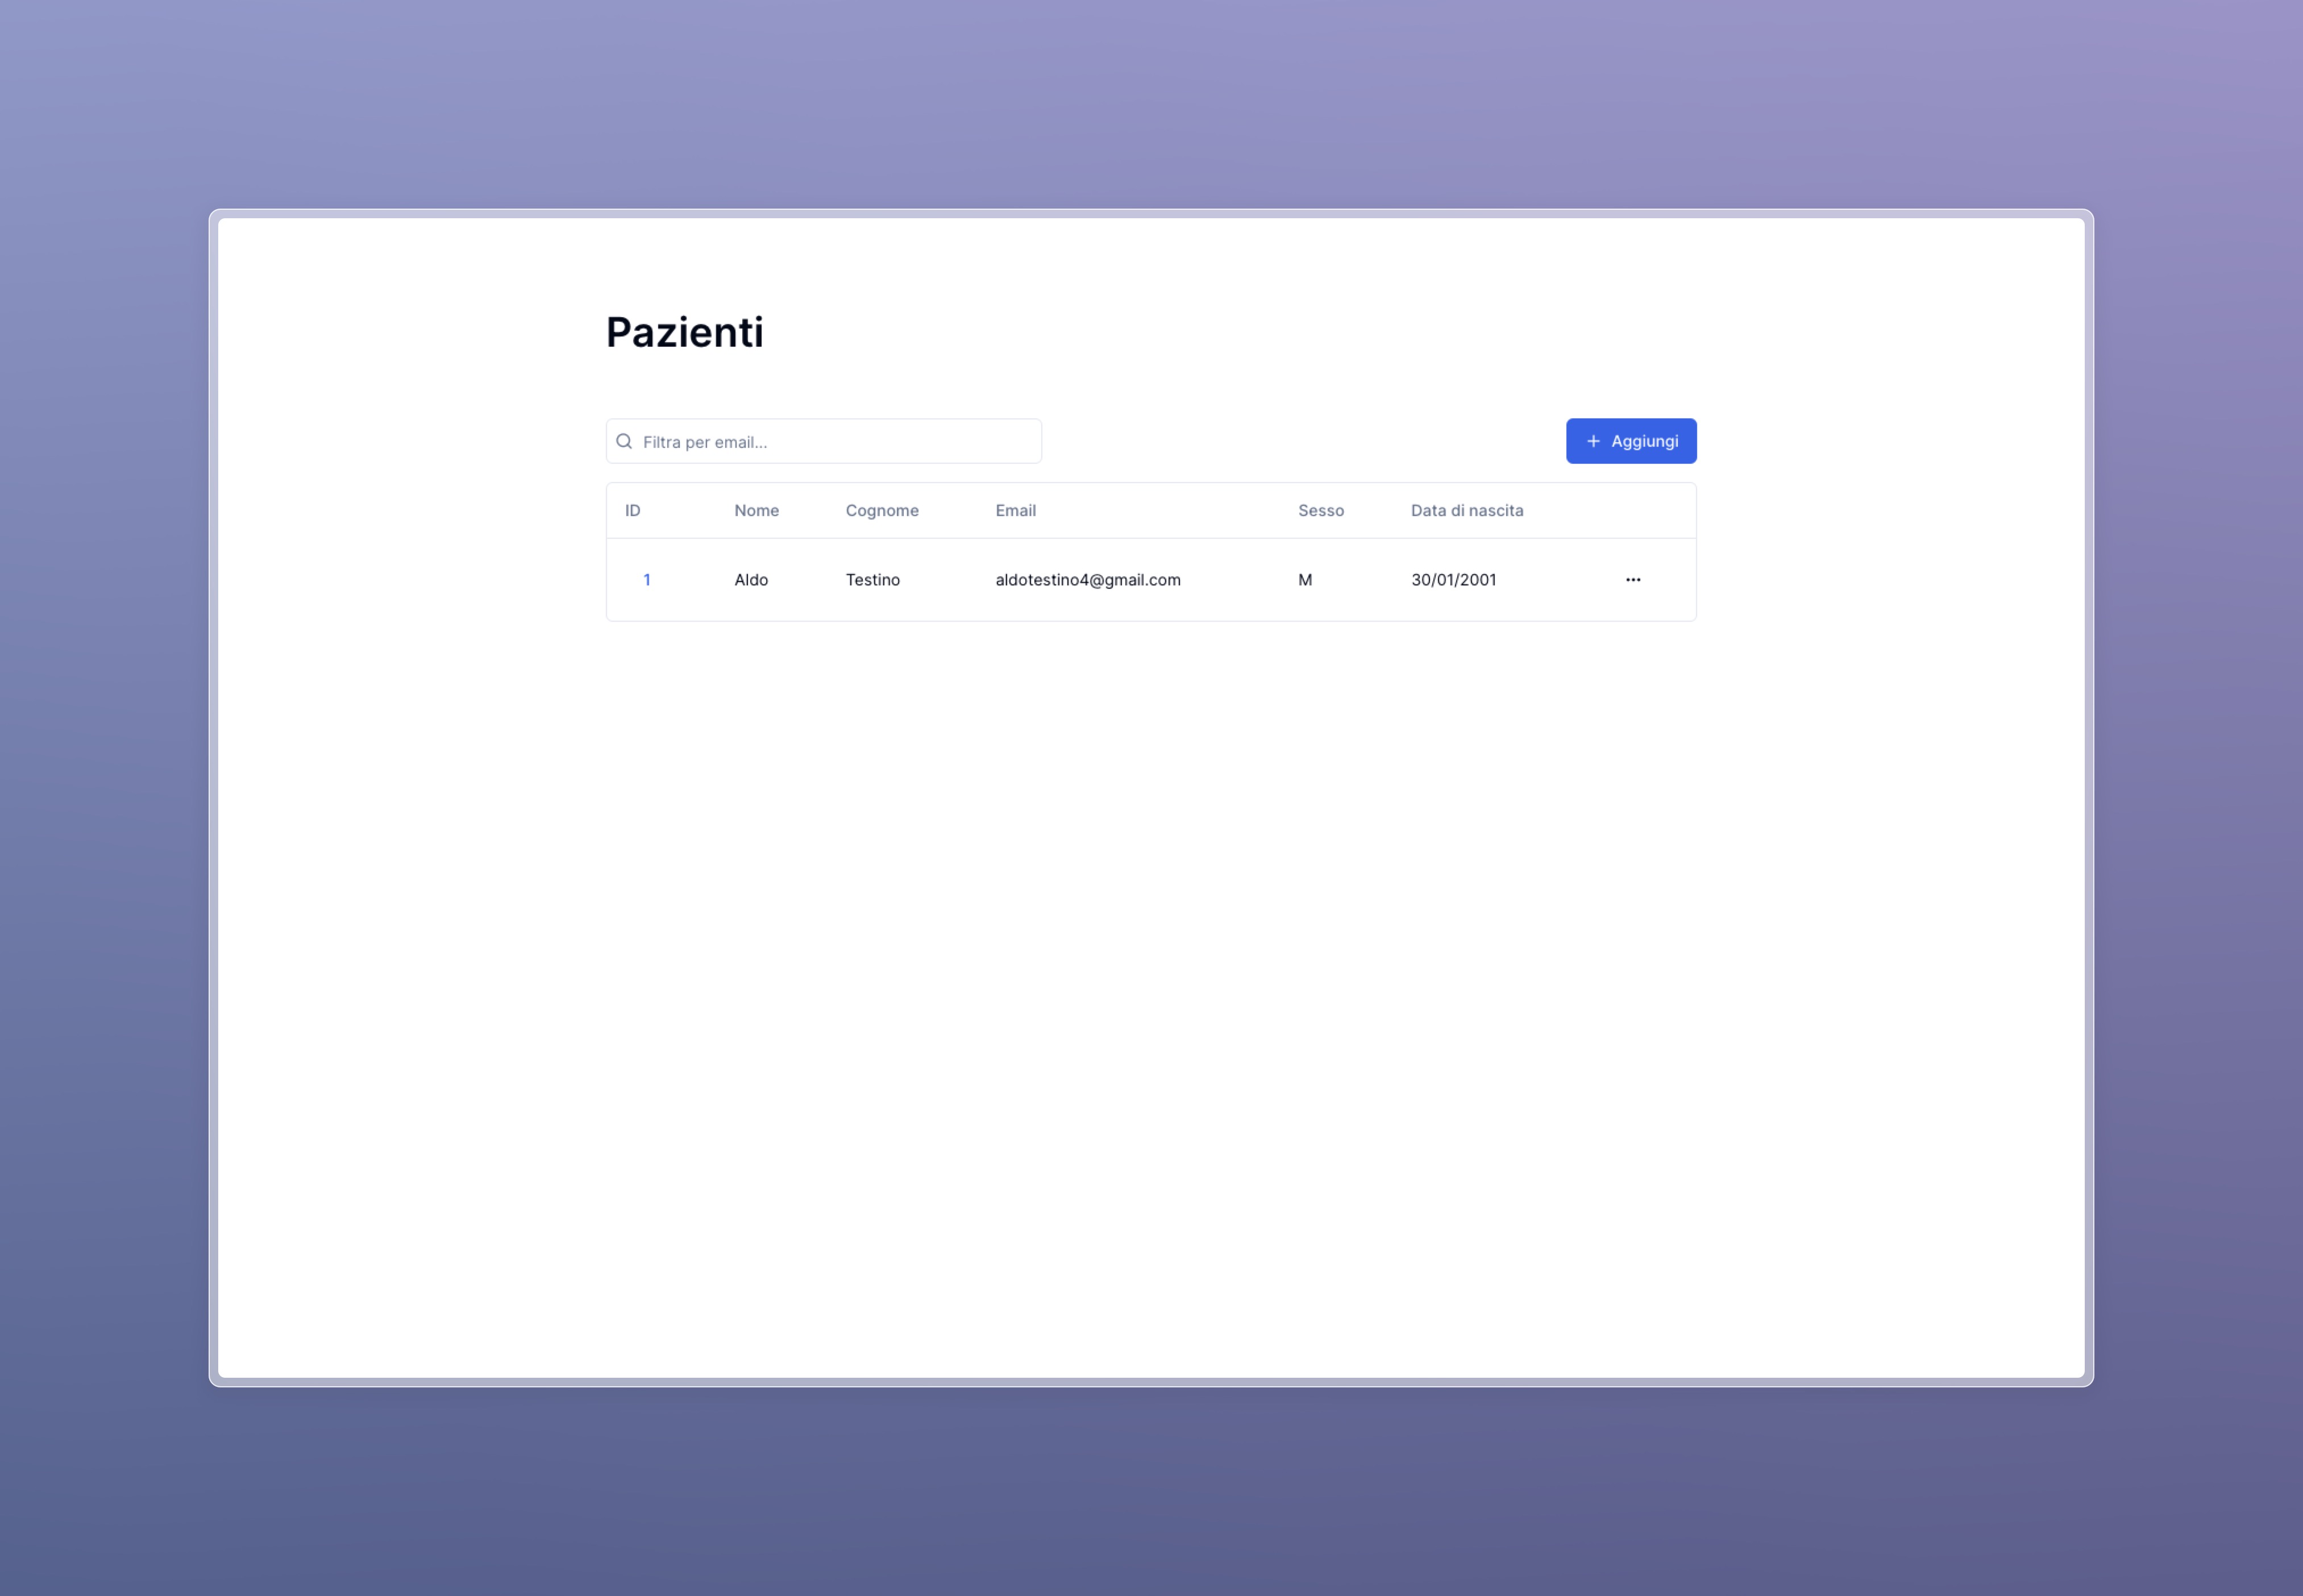 Pazienti
Filtra per email...
Aggiungi
ID Nome Cognome Email Sesso Data di nascita
1 Aldo Testino aldotestino4@gmail.com M 30/01/2001